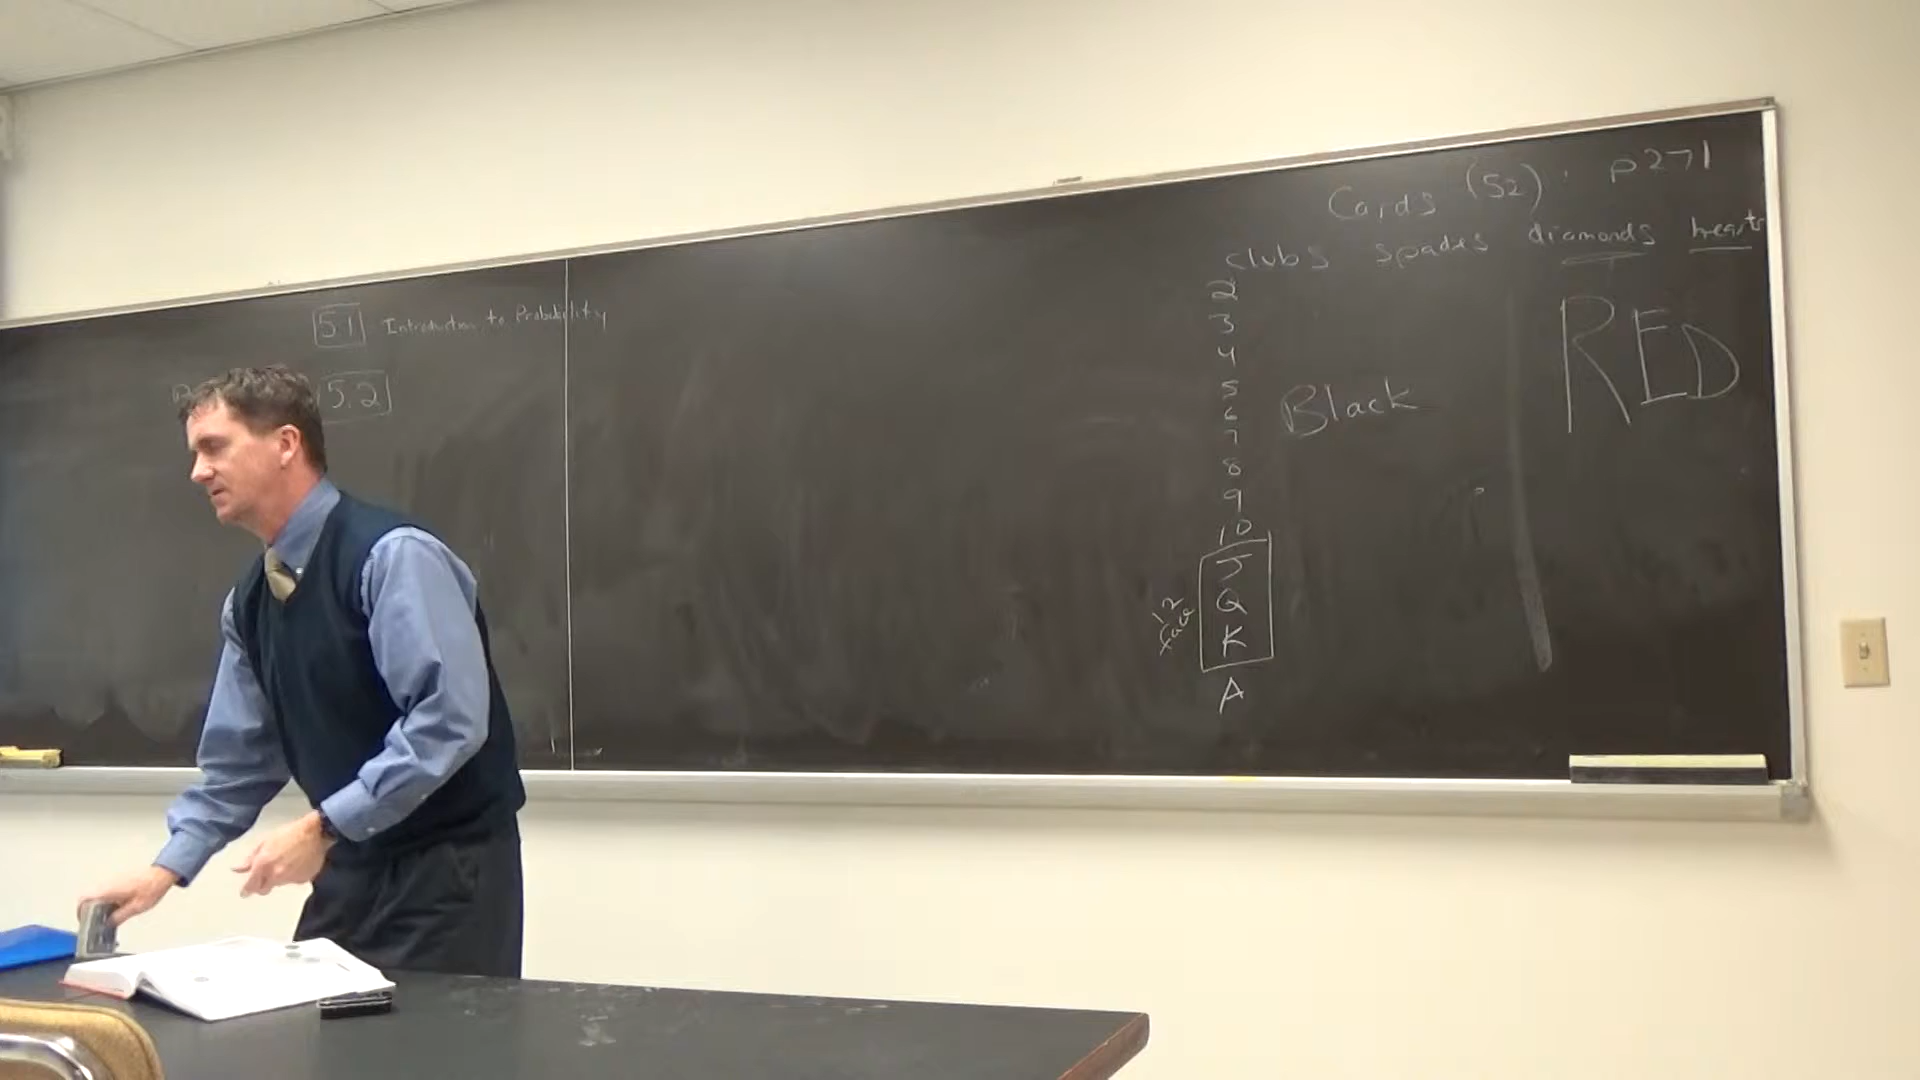 5.1 Introduction to Probability
5.2
Cards (52) p271
clubs spades diamonds hearts
2
3
4
5
6
7
8
9
10
J
Q
K
A
12
face
Black
RED